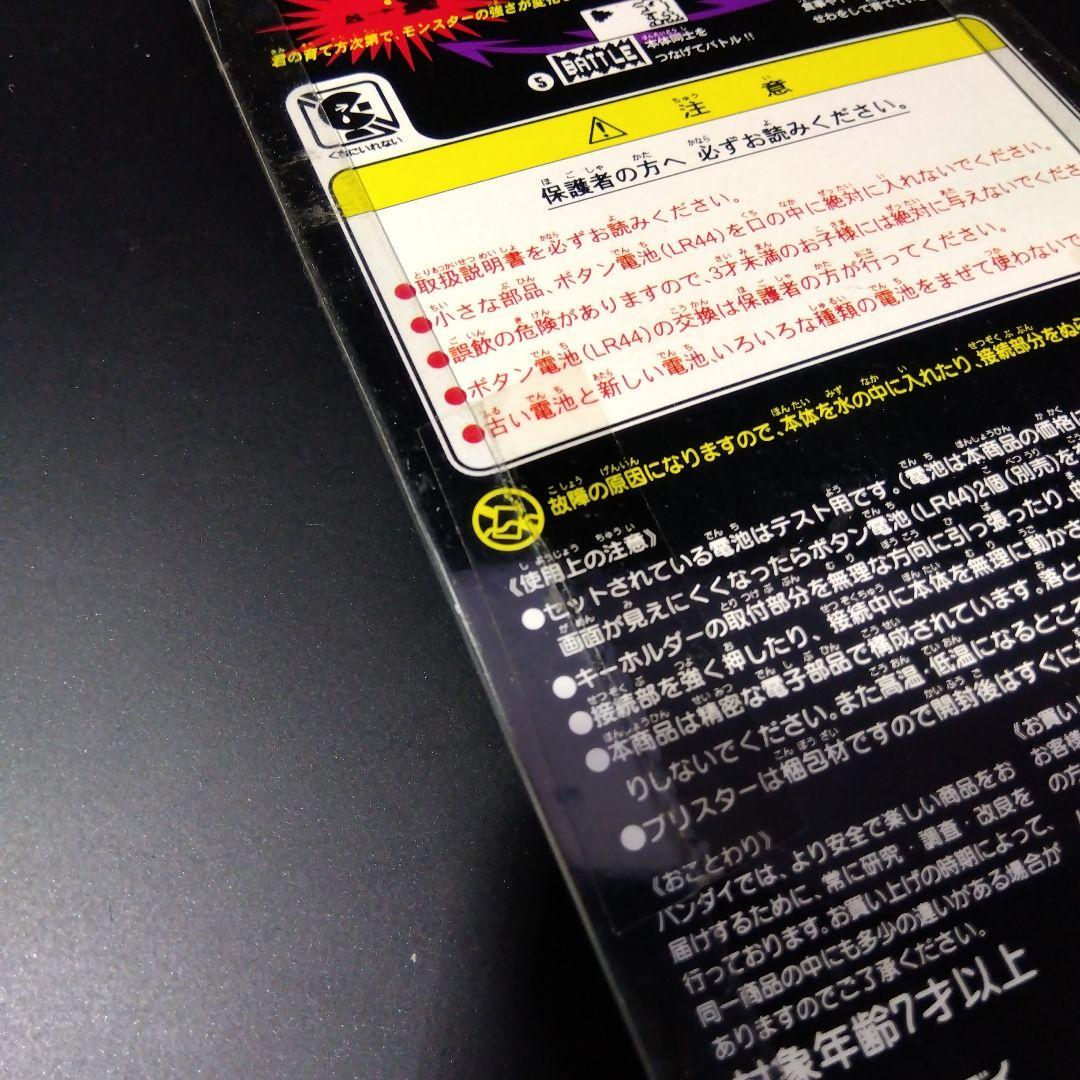 君の育て方次第で、モンスターの強さが変化
せわをして育てて
5 BATTLE! 本体同士を
つなげてバトル!!
くちにいれない
注意
保護者の方へ 必ずお読みください。
●取扱説明書を必ずお読みください。
●小さな部品、ボタン電池(LR44)を口の中に絶対に入れないでください。
●誤飲の危険がありますので、3才未満のお子様には絶対に与えないでくださ
●ボタン電池(LR44)の交換は保護者の方が行ってください。
●古い電池と新しい電池、いろいろな種類の電池をまぜて使わないで
故障の原因になりますので、本体を水の中に入れたり、接続部分をぬら
《使用上の注意》
●セットされている電池はテスト用です。(電池は本商品の価格に
画面が見えにくくなったらボタン電池(LR44)2個(別売)を
●キーホルダーの取付部分を無理な方向に引っ張ったり、
●接続部を強く押したり、接続中に本体を無理に動かさ
●本商品は精密な電子部品で構成されています。落と
りしないでください。また高温・低温になるところ
●ブリスターは梱包材ですので開封後はすぐに
《おことわり》
バンダイでは、より安全で楽しい商品をお
届けするために、常に研究・調査・改良を
行っております。お買い上げの時期によって、
同一商品の中にも多少の違いがある場合が
ありますのでご了承ください。
《お買い
お客様
の方
対象年齢7才以上